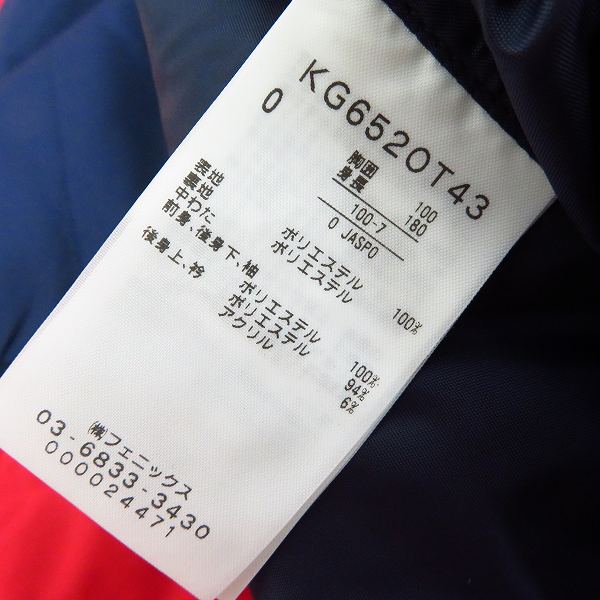 KG6520T43
0
胸囲 100
身長 180
100-7
0 JASPO
表地 ポリエステル
裏地 ポリエステル 100%
中わた
前身、後身下、袖 ポリエステル 100%
後身上、衿 ポリエステル 94%
アクリル 6%
㈱フェニックス
03-6833-3430
0000024471